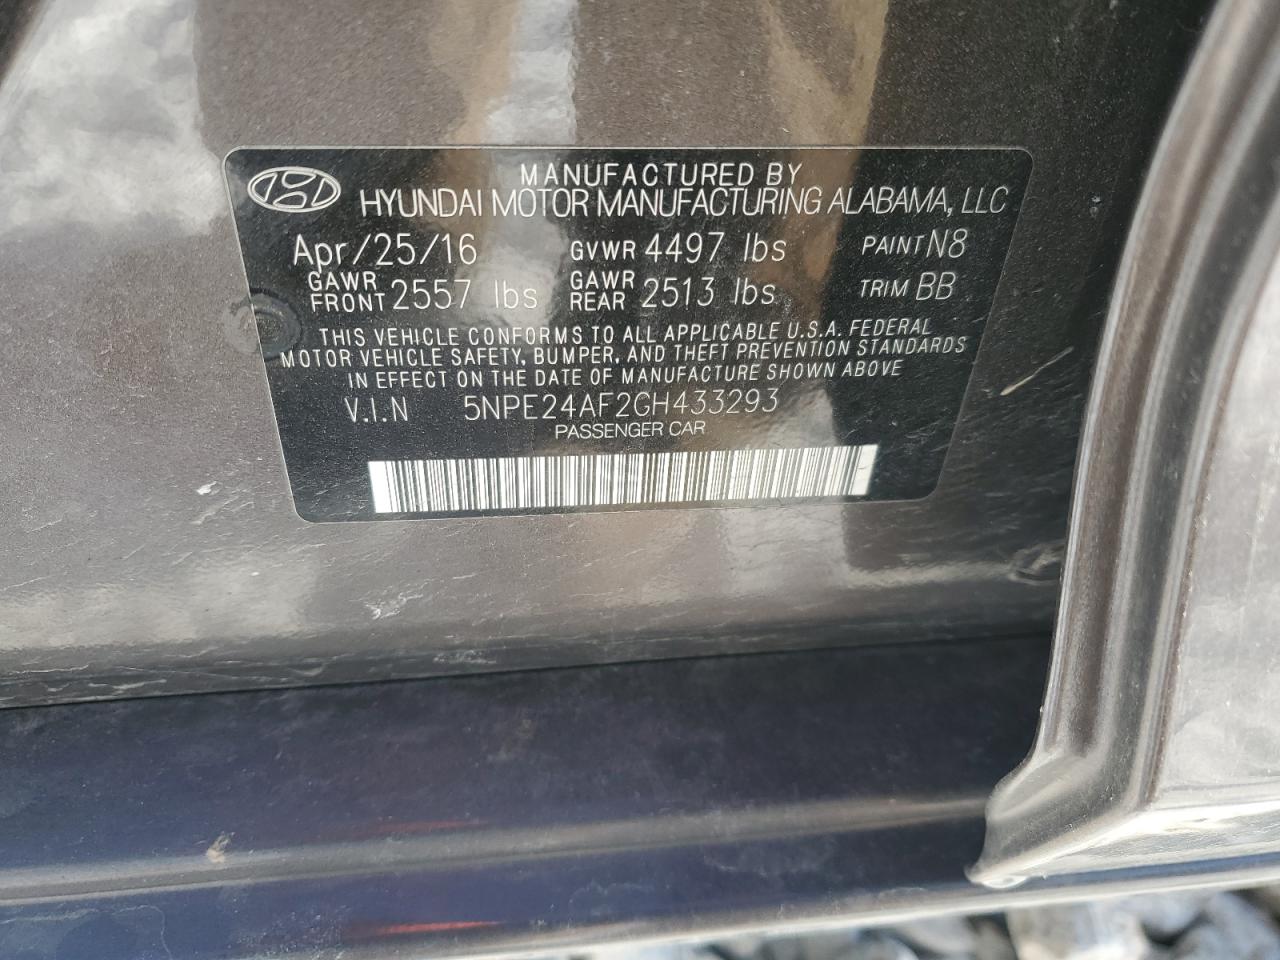 MANUFACTURED BY
HYUNDAI MOTOR MANUFACTURING ALABAMA, LLC
Apr/25/16 GVWR 4497 lbs PAINT N8
GAWR FRONT 2557 lbs GAWR REAR 2513 lbs TRIM BB
THIS VEHICLE CONFORMS TO ALL APPLICABLE U.S.A. FEDERAL
MOTOR VEHICLE SAFETY, BUMPER, AND THEFT PREVENTION STANDARDS
IN EFFECT ON THE DATE OF MANUFACTURE SHOWN ABOVE
V.I.N 5NPE24AF2GH433293
PASSENGER CAR